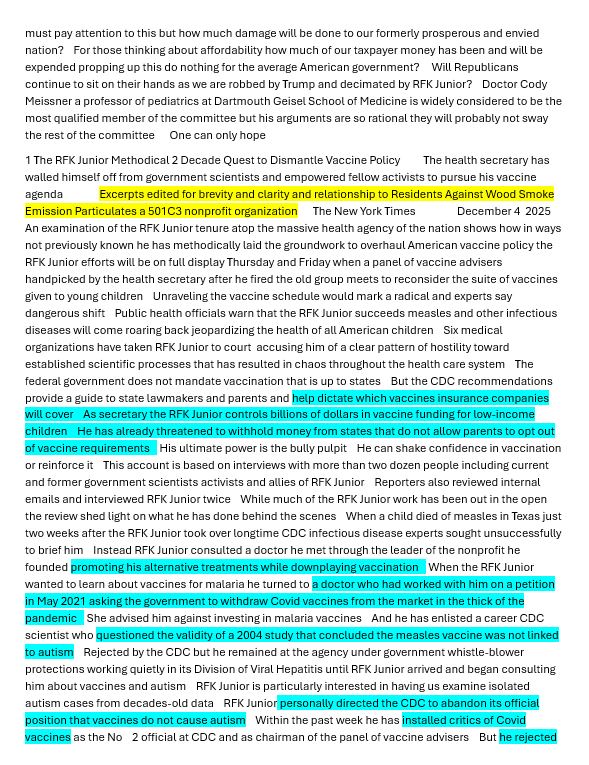 must pay attention to this but how much damage will be done to our formerly prosperous and envied
nation?   For those thinking about affordability how much of our taxpayer money has been and will be
expended propping up this do nothing for the average American government?    Will Republicans
continue to sit on their hands as we are robbed by Trump and decimated by RFK Junior?   Doctor Cody
Meissner a professor of pediatrics at Dartmouth Geisel School of Medicine is widely considered to be the
most qualified member of the committee but his arguments are so rational they will probably not sway
the rest of the committee     One can only hope
1 The RFK Junior Methodical 2 Decade Quest to Dismantle Vaccine Policy       The health secretary has
walled himself off from government scientists and empowered fellow activists to pursue his vaccine
agenda            Excerpts edited for brevity and clarity and relationship to Residents Against Wood Smoke
Emission Particulates a 501C3 nonprofit organization     The New York Times             December 4  2025
An examination of the RFK Junior tenure atop the massive health agency of the nation shows how in ways
not previously known he has methodically laid the groundwork to overhaul American vaccine policy the
RFK Junior efforts will be on full display Thursday and Friday when a panel of vaccine advisers
handpicked by the health secretary after he fired the old group meets to reconsider the suite of vaccines
given to young children   Unraveling the vaccine schedule would mark a radical and experts say
dangerous shift   Public health officials warn that the RFK Junior succeeds measles and other infectious
diseases will come roaring back jeopardizing the health of all American children   Six medical
organizations have taken RFK Junior to court  accusing him of a clear pattern of hostility toward
established scientific processes that has resulted in chaos throughout the health care system   The
federal government does not mandate vaccination that is up to states   But the CDC recommendations
provide a guide to state lawmakers and parents and help dictate which vaccines insurance companies
will cover   As secretary the RFK Junior controls billions of dollars in vaccine funding for low-income
children   He has already threatened to withhold money from states that do not allow parents to opt out
of vaccine requirements   His ultimate power is the bully pulpit   He can shake confidence in vaccination
or reinforce it   This account is based on interviews with more than two dozen people including current
and former government scientists activists and allies of RFK Junior   Reporters also reviewed internal
emails and interviewed RFK Junior twice   While much of the RFK Junior work has been out in the open
the review shed light on what he has done behind the scenes   When a child died of measles in Texas just
two weeks after the RFK Junior took over longtime CDC infectious disease experts sought unsuccessfully
to brief him   Instead RFK Junior consulted a doctor he met through the leader of the nonprofit he
founded promoting his alternative treatments while downplaying vaccination   When the RFK Junior
wanted to learn about vaccines for malaria he turned to a doctor who had worked with him on a petition
in May 2021 asking the government to withdraw Covid vaccines from the market in the thick of the
pandemic   She advised him against investing in malaria vaccines   And he has enlisted a career CDC
scientist who questioned the validity of a 2004 study that concluded the measles vaccine was not linked
to autism   Rejected by the CDC but he remained at the agency under government whistle-blower
protections working quietly in its Division of Viral Hepatitis until RFK Junior arrived and began consulting
him about vaccines and autism   RFK Junior is particularly interested in having us examine isolated
autism cases from decades-old data   RFK Junior personally directed the CDC to abandon its official
position that vaccines do not cause autism   Within the past week he has installed critics of Covid
vaccines as the No   2 official at CDC and as chairman of the panel of vaccine advisers   But he rejected